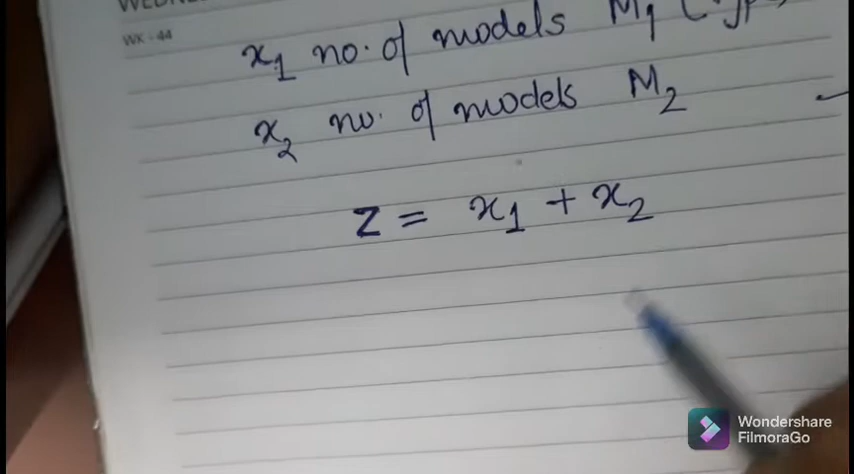 WK - 44
x₁ no. of models M₁
x₂ no. of models M₂
z = x₁ + x₂
Wondershare
FilmoraGo